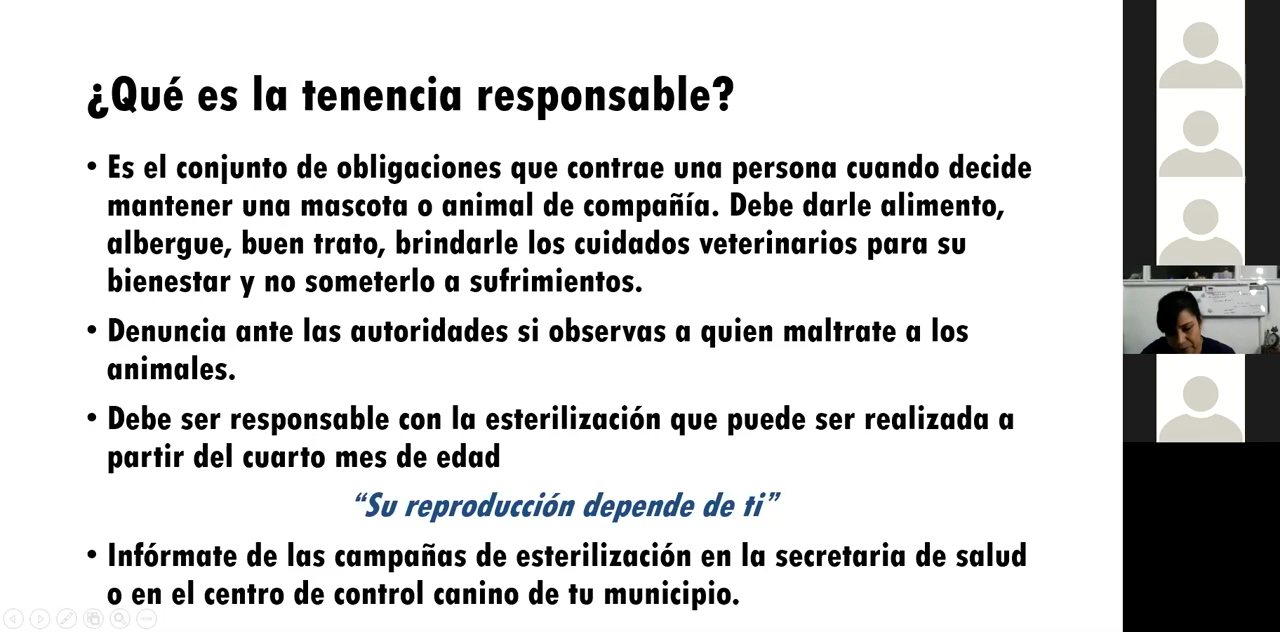 ¿Qué es la tenencia responsable?
• Es el conjunto de obligaciones que contrae una persona cuando decide
mantener una mascota o animal de compañía. Debe darle alimento,
albergue, buen trato, brindarle los cuidados veterinarios para su
bienestar y no someterlo a sufrimientos.
• Denuncia ante las autoridades si observas a quien maltrate a los
animales.
• Debe ser responsable con la esterilización que puede ser realizada a
partir del cuarto mes de edad
“Su reproducción depende de ti”
• Infórmate de las campañas de esterilización en la secretaria de salud
o en el centro de control canino de tu municipio.